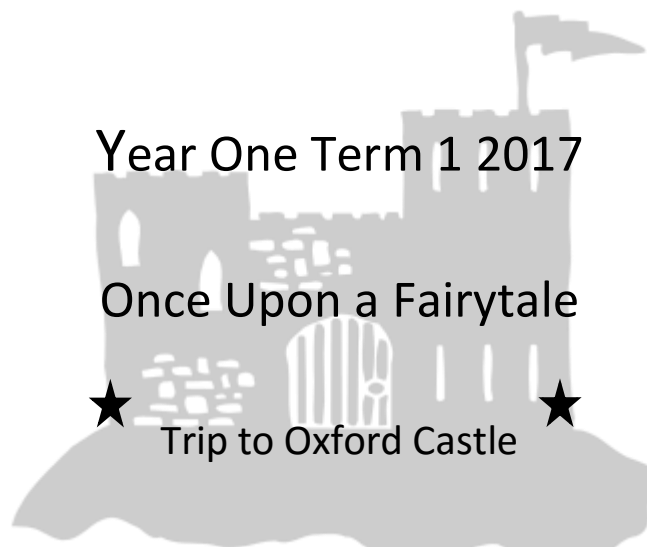 Year One Term 1 2017
Once Upon a Fairytale
Trip to Oxford Castle